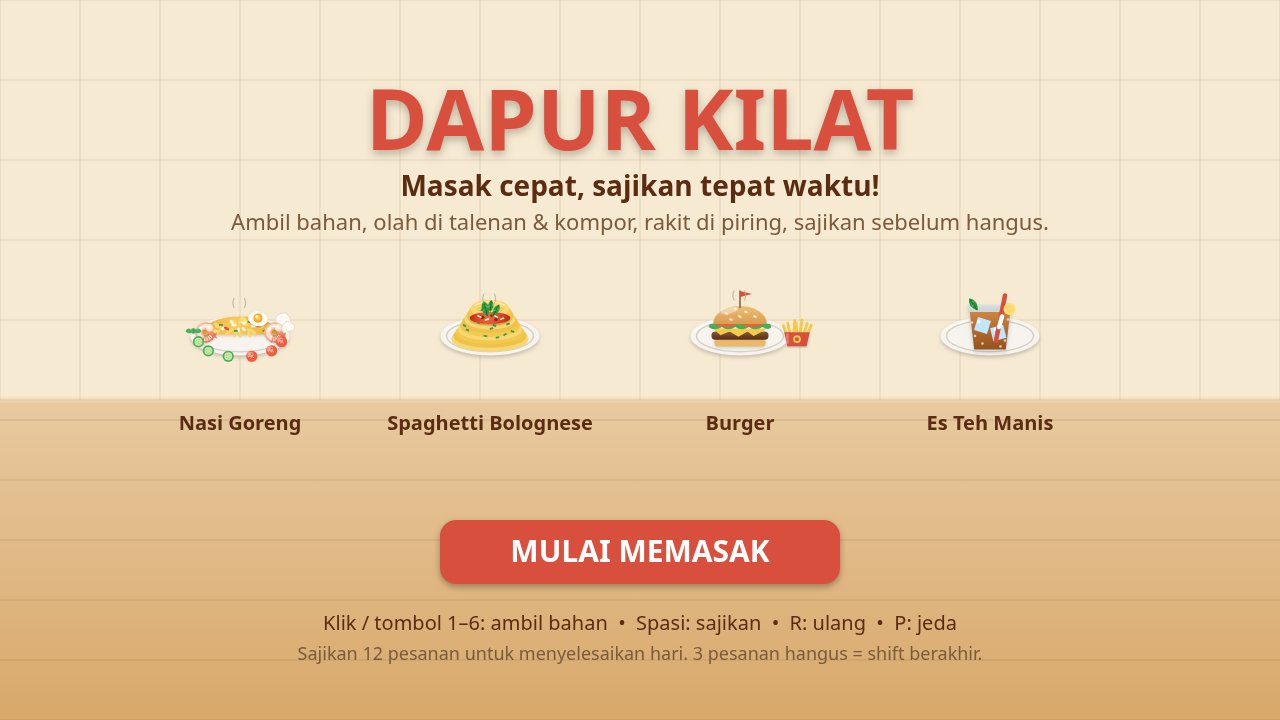 DAPUR KILAT
Masak cepat, sajikan tepat waktu!
Ambil bahan, olah di talenan & kompor, rakit di piring, sajikan sebelum hangus.
Nasi Goreng
Spaghetti Bolognese
Burger
Es Teh Manis
MULAI MEMASAK
Klik / tombol 1–6: ambil bahan • Spasi: sajikan • R: ulang • P: jeda
Sajikan 12 pesanan untuk menyelesaikan hari. 3 pesanan hangus = shift berakhir.